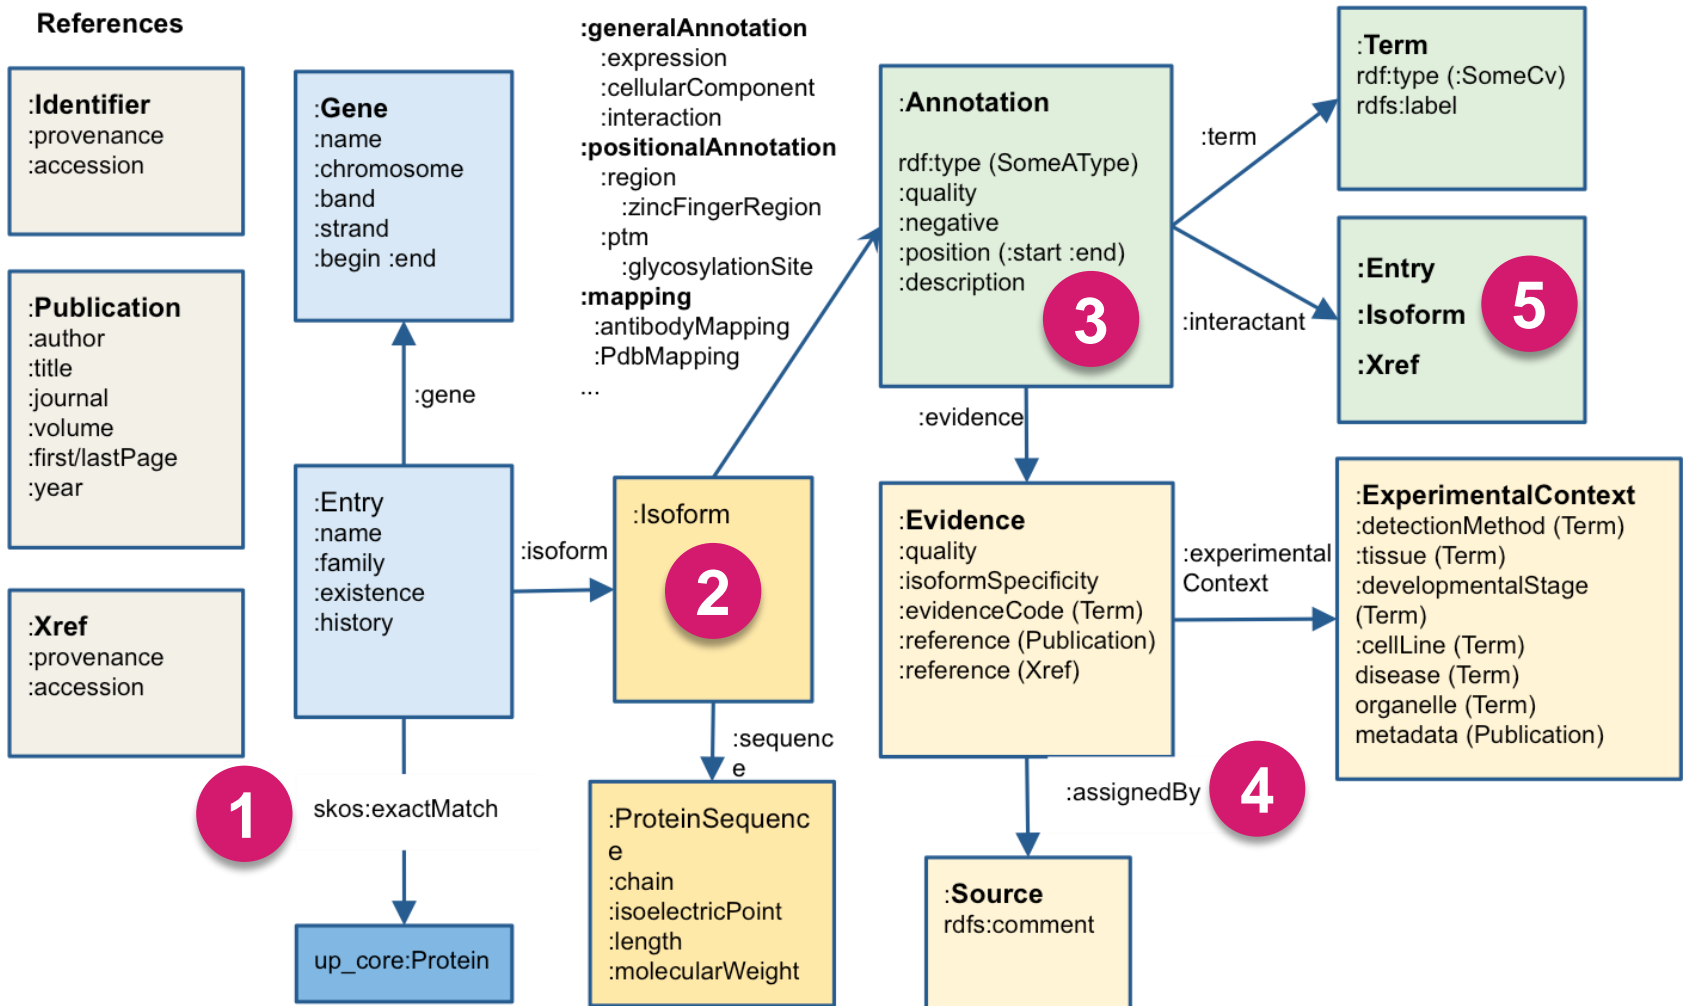 References
:Identifier
:provenance
:accession
:Publication
:author
:title
:journal
:volume
:first/lastPage
:year
:Xref
:provenance
:accession
:Gene
:name
:chromosome
:band
:strand
:begin :end
:gene
:Entry
:name
:family
:existence
:history
1
skos:exactMatch
up_core:Protein
:isoform
:generalAnnotation
:expression
:cellularComponent
:interaction
:positionalAnnotation
:region
:zincFingerRegion
:ptm
:glycosylationSite
:mapping
:antibodyMapping
:PdbMapping
...
:Isoform
2
:sequenc
e
:ProteinSequenc
e
:chain
:isoelectricPoint
:length
:molecularWeight
:Annotation
rdf:type (SomeAType)
:quality
:negative
:position (:start :end)
:description
3
:evidence
:Evidence
:quality
:isoformSpecificity
:evidenceCode (Term)
:reference (Publication)
:reference (Xref)
:assignedBy
4
:Source
rdfs:comment
:term
:Term
rdf:type (:SomeCv)
rdfs:label
:interactant
:Entry
:Isoform
:Xref
5
:experimental
Context
:ExperimentalContext
:detectionMethod (Term)
:tissue (Term)
:developmentalStage
(Term)
:cellLine (Term)
disease (Term)
organelle (Term)
metadata (Publication)